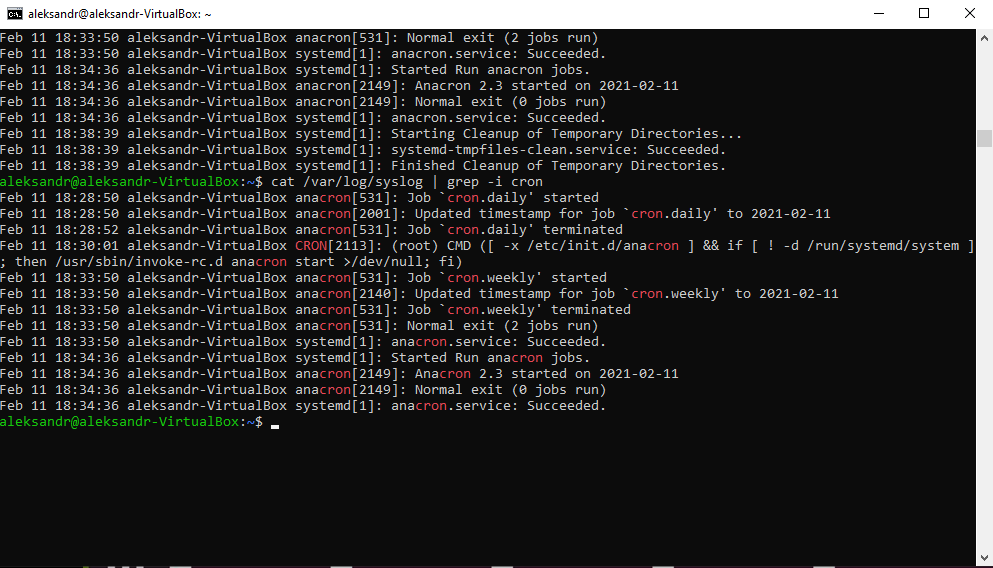 aleksandr@aleksandr-VirtualBox: ~
Feb 11 18:33:50 aleksandr-VirtualBox anacron[531]: Normal exit (2 jobs run)
Feb 11 18:33:50 aleksandr-VirtualBox systemd[1]: anacron.service: Succeeded.
Feb 11 18:34:36 aleksandr-VirtualBox systemd[1]: Started Run anacron jobs.
Feb 11 18:34:36 aleksandr-VirtualBox anacron[2149]: Anacron 2.3 started on 2021-02-11
Feb 11 18:34:36 aleksandr-VirtualBox anacron[2149]: Normal exit (0 jobs run)
Feb 11 18:34:36 aleksandr-VirtualBox systemd[1]: anacron.service: Succeeded.
Feb 11 18:38:39 aleksandr-VirtualBox systemd[1]: Starting Cleanup of Temporary Directories...
Feb 11 18:38:39 aleksandr-VirtualBox systemd[1]: systemd-tmpfiles-clean.service: Succeeded.
Feb 11 18:38:39 aleksandr-VirtualBox systemd[1]: Finished Cleanup of Temporary Directories.
aleksandr@aleksandr-VirtualBox:~$ cat /var/log/syslog | grep -i cron
Feb 11 18:28:50 aleksandr-VirtualBox anacron[531]: Job `cron.daily' started
Feb 11 18:28:50 aleksandr-VirtualBox anacron[2001]: Updated timestamp for job `cron.daily' to 2021-02-11
Feb 11 18:28:52 aleksandr-VirtualBox anacron[531]: Job `cron.daily' terminated
Feb 11 18:30:01 aleksandr-VirtualBox CRON[2113]: (root) CMD ([ -x /etc/init.d/anacron ] && if [ ! -d /run/systemd/system ]
; then /usr/sbin/invoke-rc.d anacron start >/dev/null; fi)
Feb 11 18:33:50 aleksandr-VirtualBox anacron[531]: Job `cron.weekly' started
Feb 11 18:33:50 aleksandr-VirtualBox anacron[2140]: Updated timestamp for job `cron.weekly' to 2021-02-11
Feb 11 18:33:50 aleksandr-VirtualBox anacron[531]: Job `cron.weekly' terminated
Feb 11 18:33:50 aleksandr-VirtualBox anacron[531]: Normal exit (2 jobs run)
Feb 11 18:33:50 aleksandr-VirtualBox systemd[1]: anacron.service: Succeeded.
Feb 11 18:34:36 aleksandr-VirtualBox systemd[1]: Started Run anacron jobs.
Feb 11 18:34:36 aleksandr-VirtualBox anacron[2149]: Anacron 2.3 started on 2021-02-11
Feb 11 18:34:36 aleksandr-VirtualBox anacron[2149]: Normal exit (0 jobs run)
Feb 11 18:34:36 aleksandr-VirtualBox systemd[1]: anacron.service: Succeeded.
aleksandr@aleksandr-VirtualBox:~$